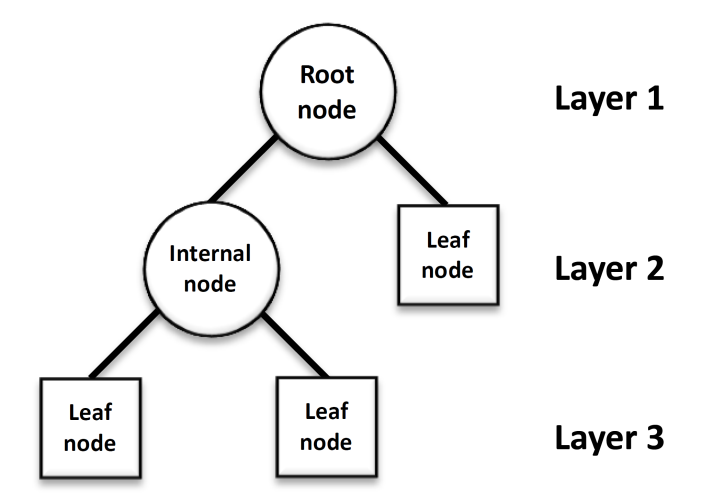 Root
node
Layer 1
Internal
node
Leaf
node
Layer 2
Leaf
node
Leaf
node
Layer 3